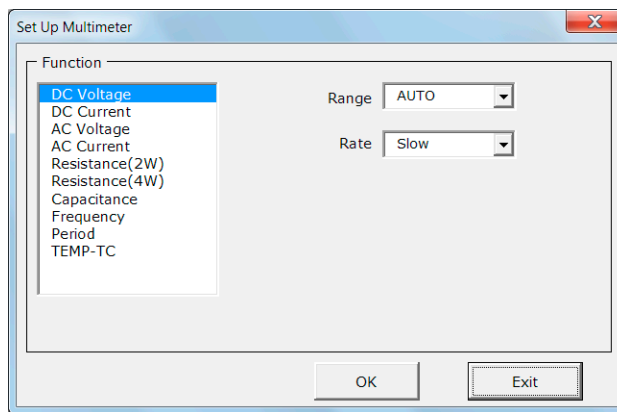 Set Up Multimeter
Function
DC Voltage
DC Current
AC Voltage
AC Current
Resistance(2W)
Resistance(4W)
Capacitance
Frequency
Period
TEMP-TC
Range AUTO
Rate Slow
OK Exit